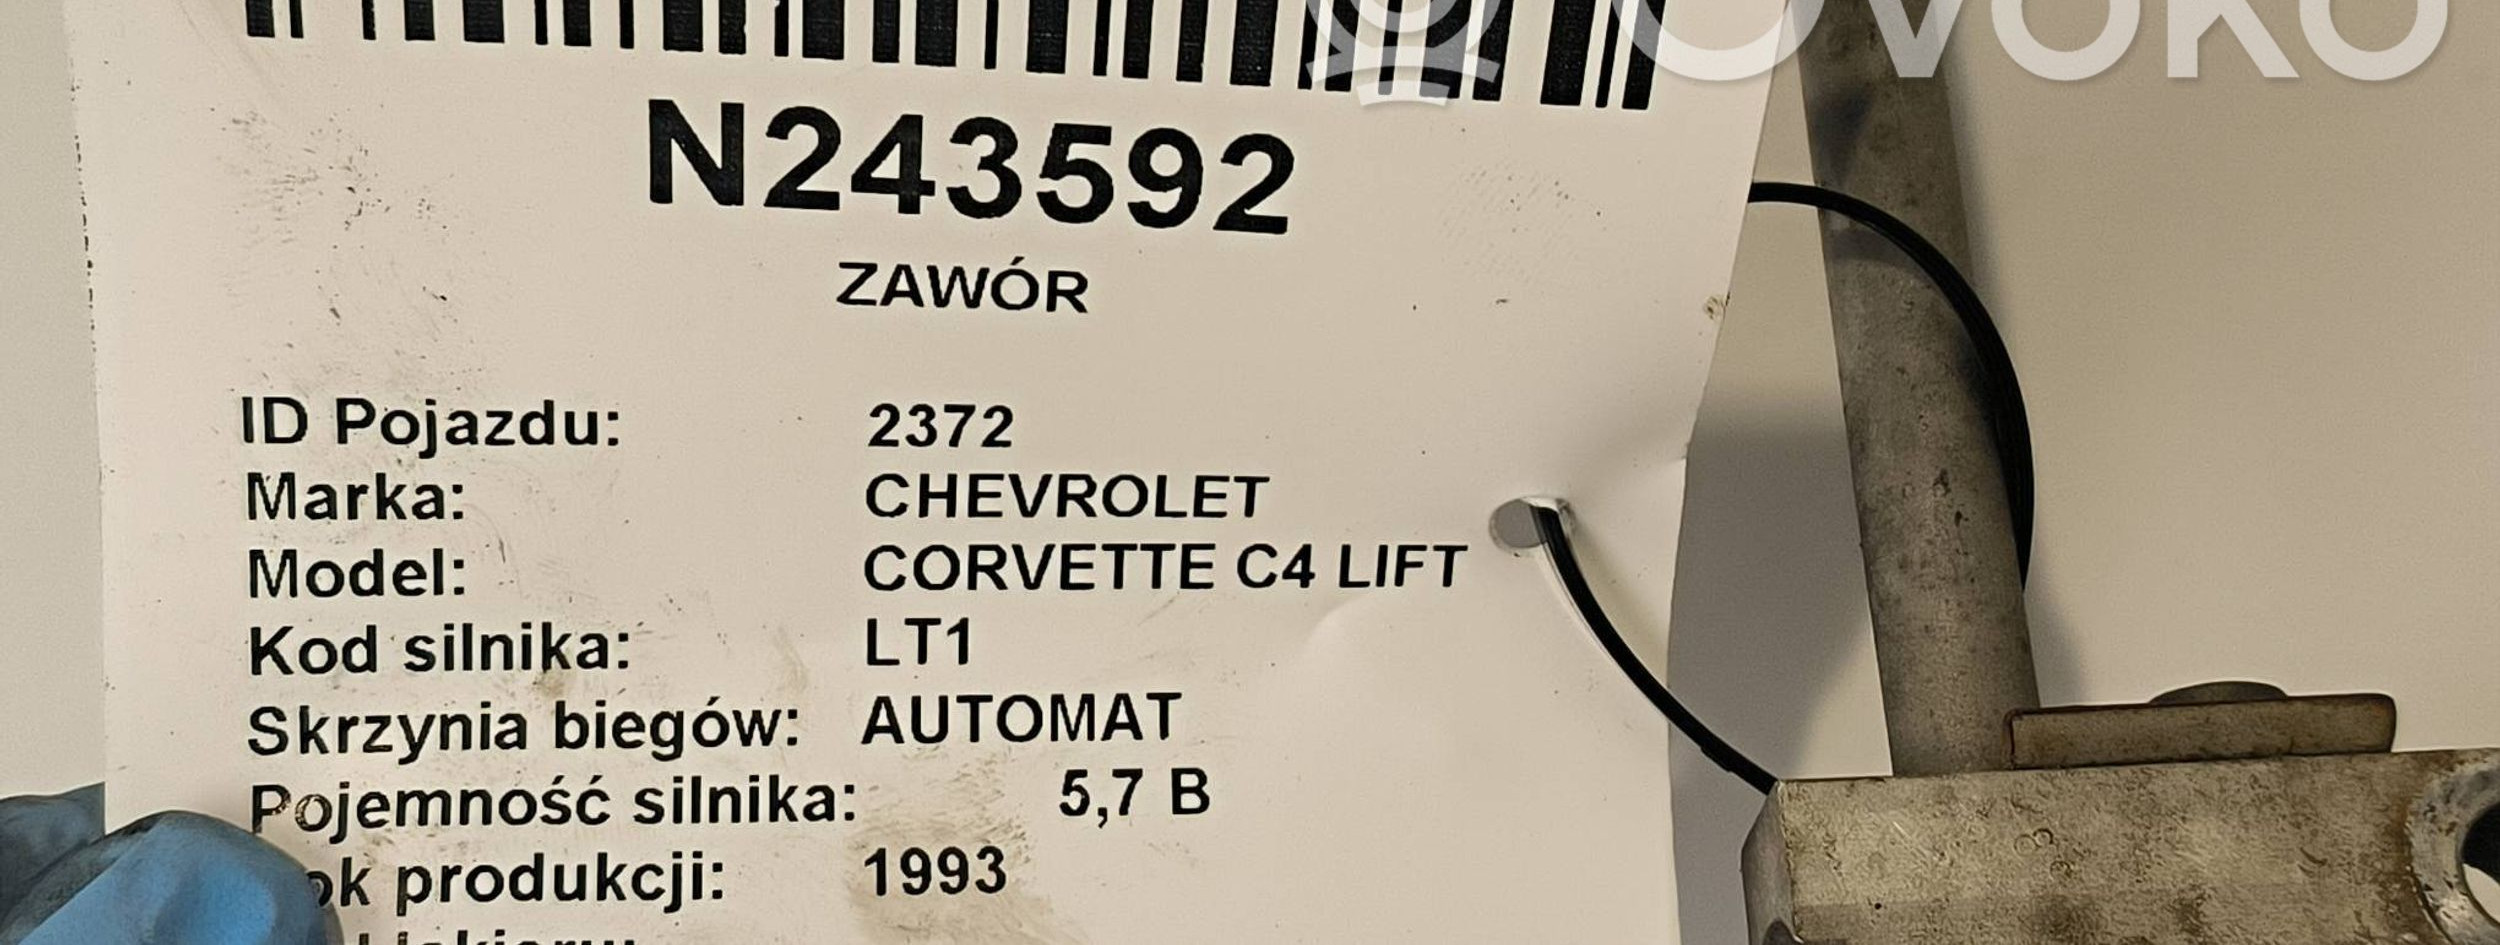 OVOKO
N243592
ZAWÓR
ID Pojazdu: 2372
Marka: CHEVROLET
Model: CORVETTE C4 LIFT
Kod silnika: LT1
Skrzynia biegów: AUTOMAT
Pojemność silnika: 5,7 B
ok produkcji: 1993